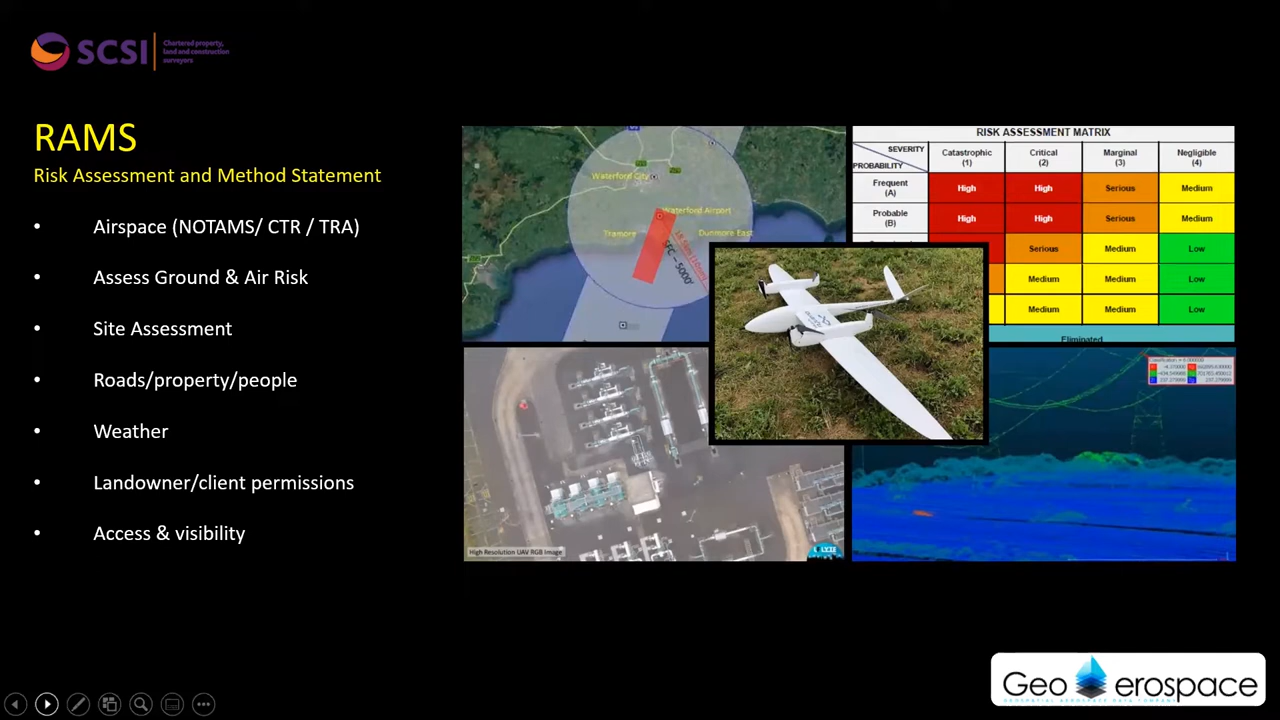 SCSI
Chartered property,
land and construction
surveyors
RAMS
Risk Assessment and Method Statement
• Airspace (NOTAMS/ CTR / TRA)
• Assess Ground & Air Risk
• Site Assessment
• Roads/property/people
• Weather
• Landowner/client permissions
• Access & visibility
Waterford City
Waterford Airport
Tramore
Dunmore East
SFC – 5000'
RISK ASSESSMENT MATRIX
SEVERITY
PROBABILITY
Catastrophic
(1)
Critical
(2)
Marginal
(3)
Negligible
(4)
Frequent
(A)
High
High
Serious
Medium
Probable
(B)
High
High
Serious
Medium
Serious
Medium
Low
Medium
Medium
Low
Medium
Medium
Low
Eliminated
High Resolution UAV RGB Image
Geo erospace
GEOSPATIAL AEROSPACE DATA COMPANY